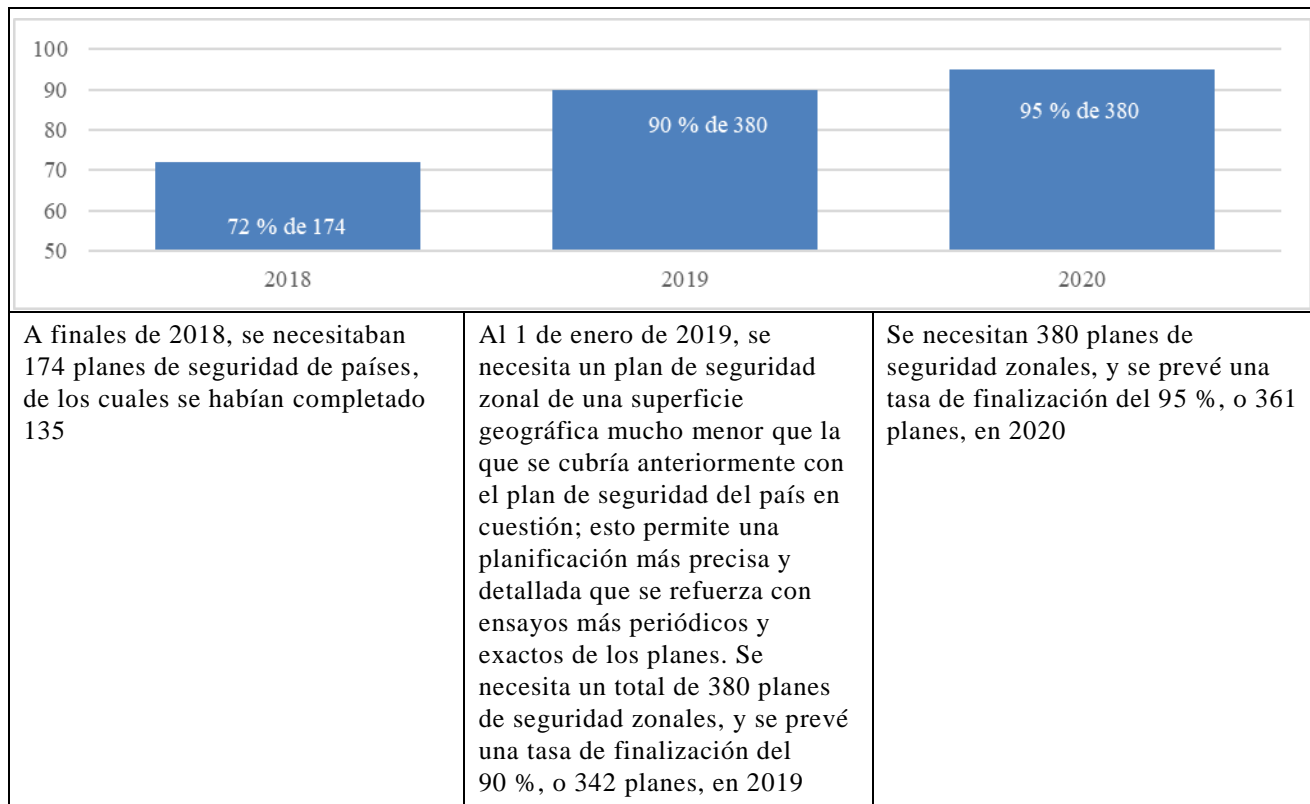 100
90
80
70
60
50
72 % de 174
90 % de 380
95 % de 380
2018
2019
2020
A finales de 2018, se necesitaban
174 planes de seguridad de países,
de los cuales se habían completado
135
Al 1 de enero de 2019, se
necesita un plan de seguridad
zonal de una superficie
geográfica mucho menor que la
que se cubría anteriormente con
el plan de seguridad del país en
cuestión; esto permite una
planificación más precisa y
detallada que se refuerza con
ensayos más periódicos y
exactos de los planes. Se
necesita un total de 380 planes
de seguridad zonales, y se prevé
una tasa de finalización del
90 %, o 342 planes, en 2019
Se necesitan 380 planes de
seguridad zonales, y se prevé una
tasa de finalización del 95 %, o 361
planes, en 2020